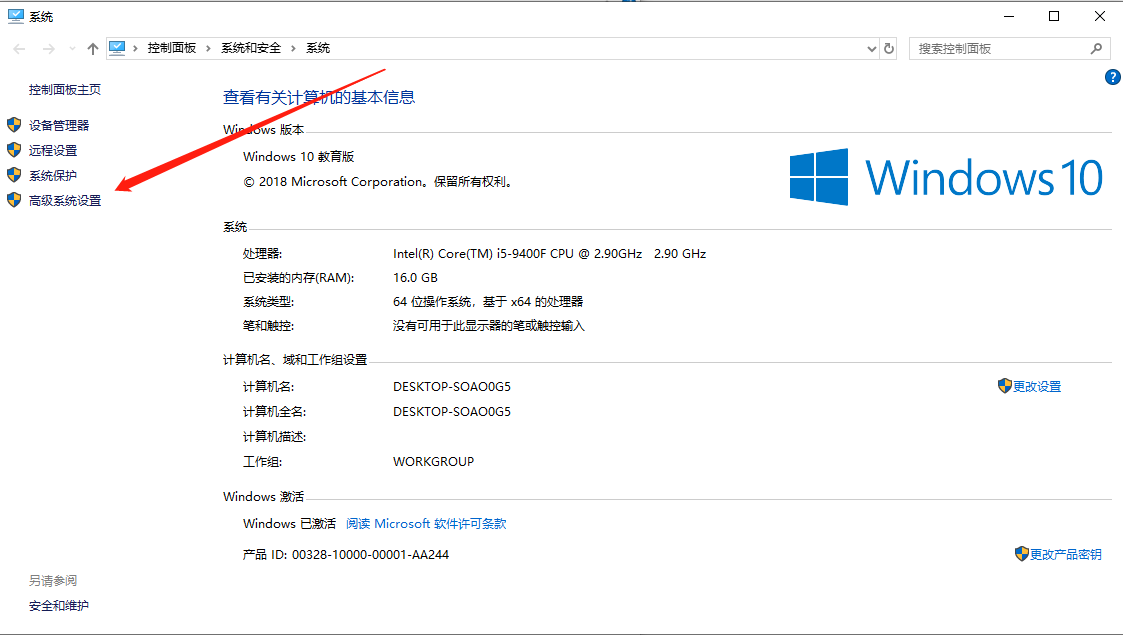 系统
控制面板 › 系统和安全 › 系统
搜索控制面板
?
控制面板主页
设备管理器
远程设置
系统保护
高级系统设置
查看有关计算机的基本信息
Windows 版本
Windows 10 教育版
© 2018 Microsoft Corporation。保留所有权利。
Windows 10
系统
处理器: Intel(R) Core(TM) i5-9400F CPU @ 2.90GHz 2.90 GHz
已安装的内存(RAM): 16.0 GB
系统类型: 64 位操作系统, 基于 x64 的处理器
笔和触控: 没有可用于此显示器的笔或触控输入
计算机名、域和工作组设置
计算机名: DESKTOP-SOAO0G5 更改设置
计算机全名: DESKTOP-SOAO0G5
计算机描述:
工作组: WORKGROUP
Windows 激活
Windows 已激活 阅读 Microsoft 软件许可条款
产品 ID: 00328-10000-00001-AA244 更改产品密钥
另请参阅
安全和维护